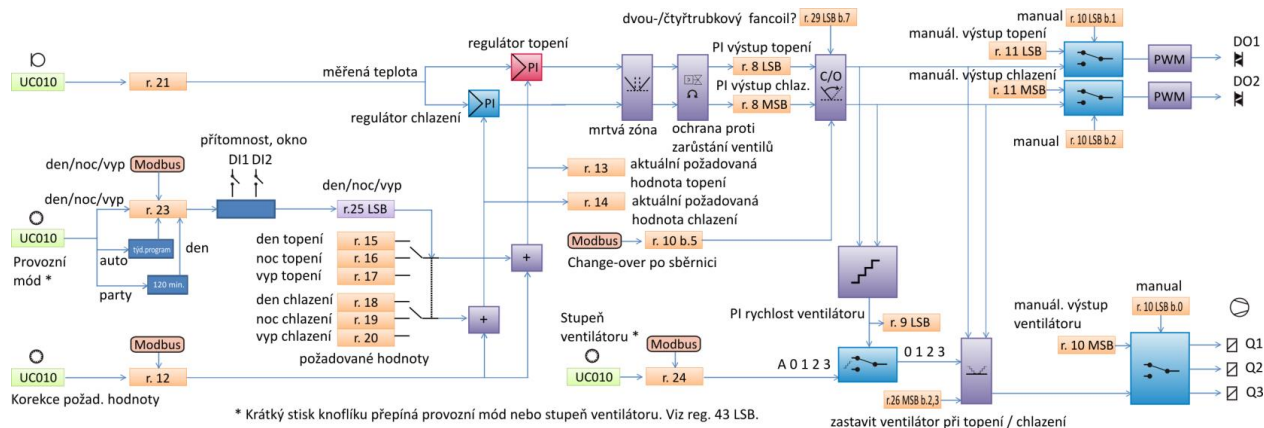 dvou-/čtyřtrubkový fancoil?
r. 29 LSB b.7
manual
r. 10 LSB b.1
manuál. výstup topení
r. 11 LSB
DO1
PWM
regulátor topení
PI
PI výstup topení
r. 8 LSB
UC010
r. 21
měřená teplota
C/O
PI výstup chlaz.
r. 8 MSB
manuál. výstup chlazení
r. 11 MSB
DO2
PWM
PI
regulátor chlazení
mrtvá zóna
ochrana proti
zarůstání ventilů
manual
r. 10 LSB b.2
přítomnost, okno
DI1 DI2
den/noc/vyp
Modbus
den/noc/vyp
r. 23
den/noc/vyp
r.25 LSB
r. 13
aktuální požadovaná
hodnota topení
r. 14
aktuální požadovaná
hodnota chlazení
UC010
Provozní
mód *
auto
týd.program
den
party
120 min.
den topení
r. 15
noc topení
r. 16
vyp topení
r. 17
den chlazení
r. 18
noc chlazení
r. 19
vyp chlazení
r. 20
požadované hodnoty
+
+
Modbus
r. 10 b.5
Change-over po sběrnici
PI rychlost ventilátoru
r. 9 LSB
manual
r. 10 LSB b.0
manuál. výstup
ventilátoru
r. 10 MSB
Q1
Q2
Q3
Modbus
UC010
r. 12
Korekce požad. hodnoty
Stupeň
ventilátoru *
Modbus
UC010
r. 24
A 0 1 2 3
0 1 2 3
r.26 MSB b.2,3
zastavit ventilátor při topení / chlazení
* Krátký stisk knoflíku přepíná provozní mód nebo stupeň ventilátoru. Viz reg. 43 LSB.